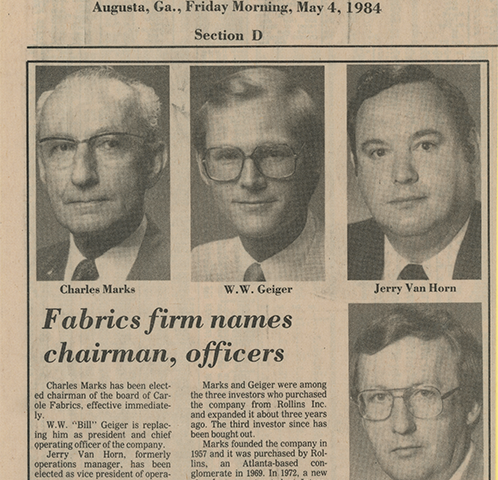 Augusta, Ga., Friday Morning, May 4, 1984
Section D
Charles Marks
W.W. Geiger
Jerry Van Horn
Fabrics firm names
chairman, officers
Charles Marks has been elect-
ed chairman of the board of Car-
ole Fabrics, effective immediate-
ly.
W.W. "Bill" Geiger is replac-
ing him as president and chief
operating officer of the company.
Jerry Van Horn, formerly
operations manager, has been
elected as vice president of opera-
Marks and Geiger were among
the three investors who purchased
the company from Rollins Inc.
and expanded it about three years
ago. The third investor since has
been bought out.
Marks founded the company in
1957 and it was purchased by Rol-
lins, an Atlanta-based con-
glomerate in 1969. In 1972, a new